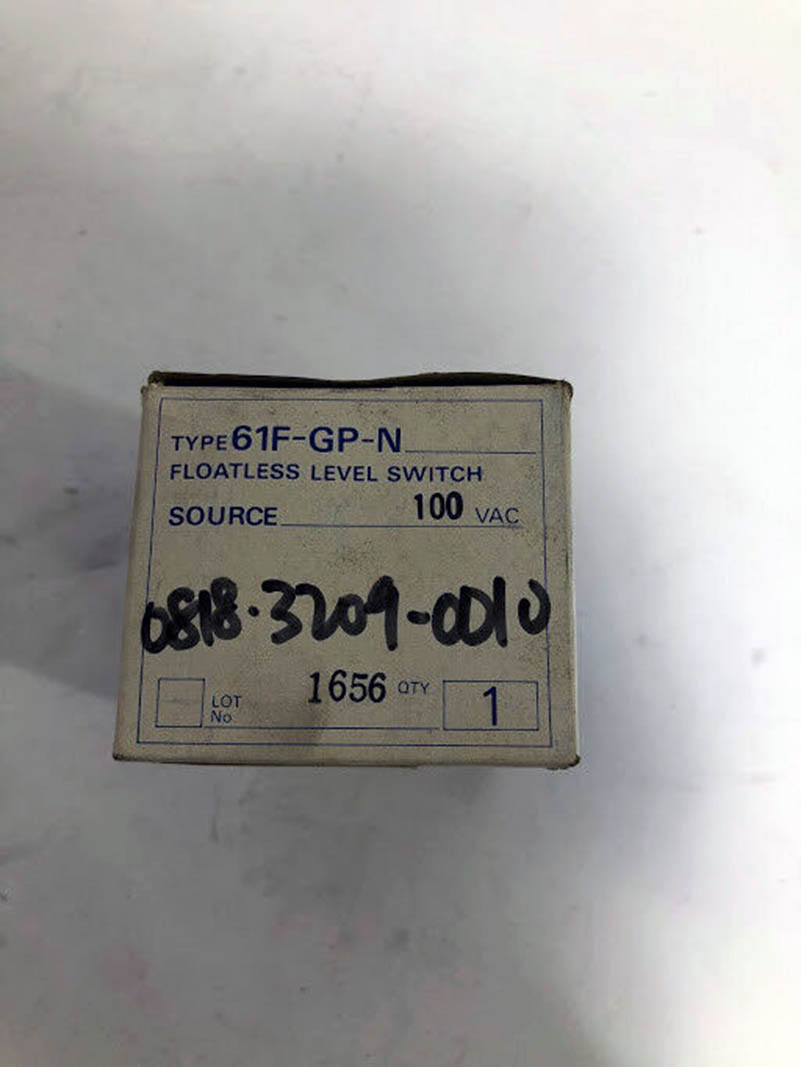 TYPE 61F-GP-N
FLOATLESS LEVEL SWITCH
SOURCE 100 VAC
0818.3209-0010
LOT No 1656 QTY 1